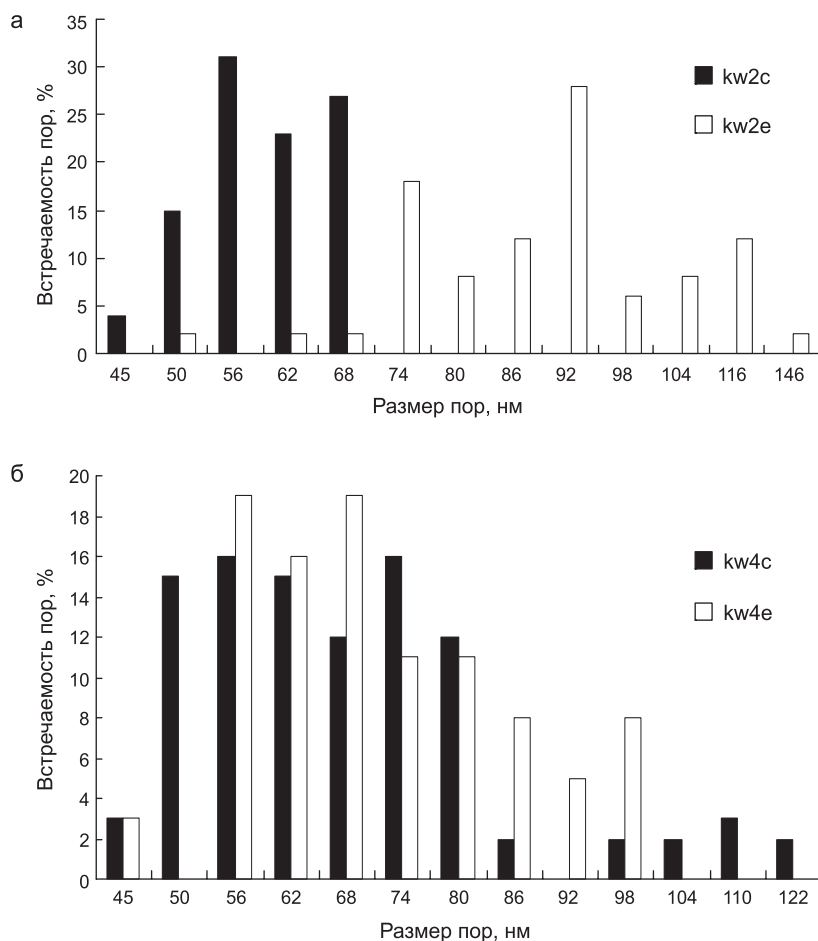 а
35
30
25
20
15
10
5
0
Встречаемость пор, %
kw2c
kw2e
45 50 56 62 68 74 80 86 92 98 104 116 146
Размер пор, нм
б
20
18
16
14
12
10
8
6
4
2
0
Встречаемость пор, %
kw4c
kw4e
45 50 56 62 68 74 80 86 92 98 104 110 122
Размер пор, нм